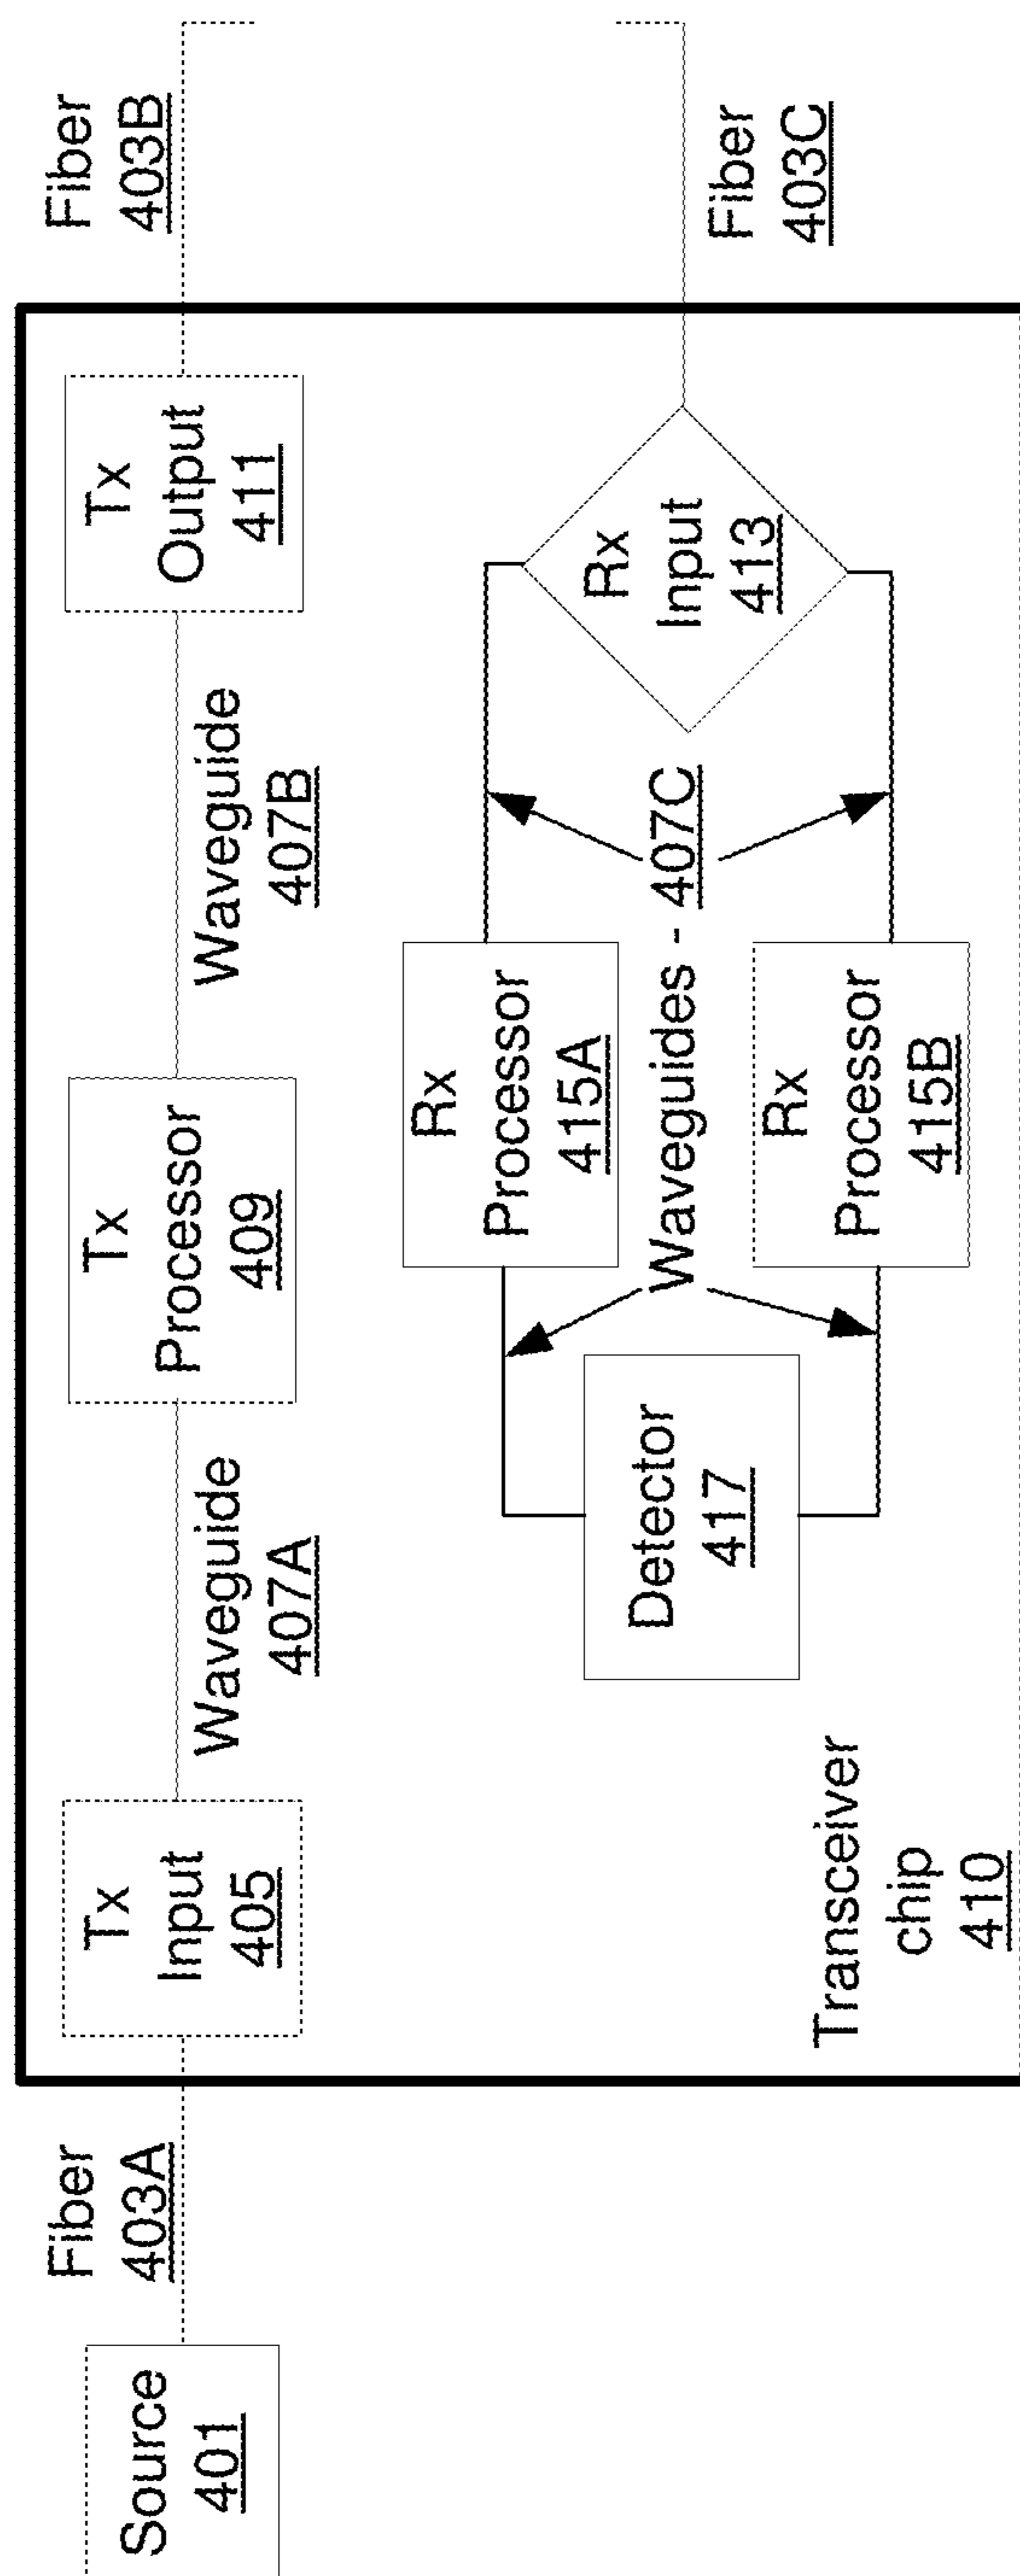 Source
401
Fiber
403A
Tx
Input
405
Waveguide
407A
Tx
Processor
409
Waveguide
407B
Tx
Output
411
Fiber
403B
Transceiver
chip
410
Detector
417
Rx
Processor
415A
Waveguides - 407C
Rx
Processor
415B
Rx
Input
413
Fiber
403C